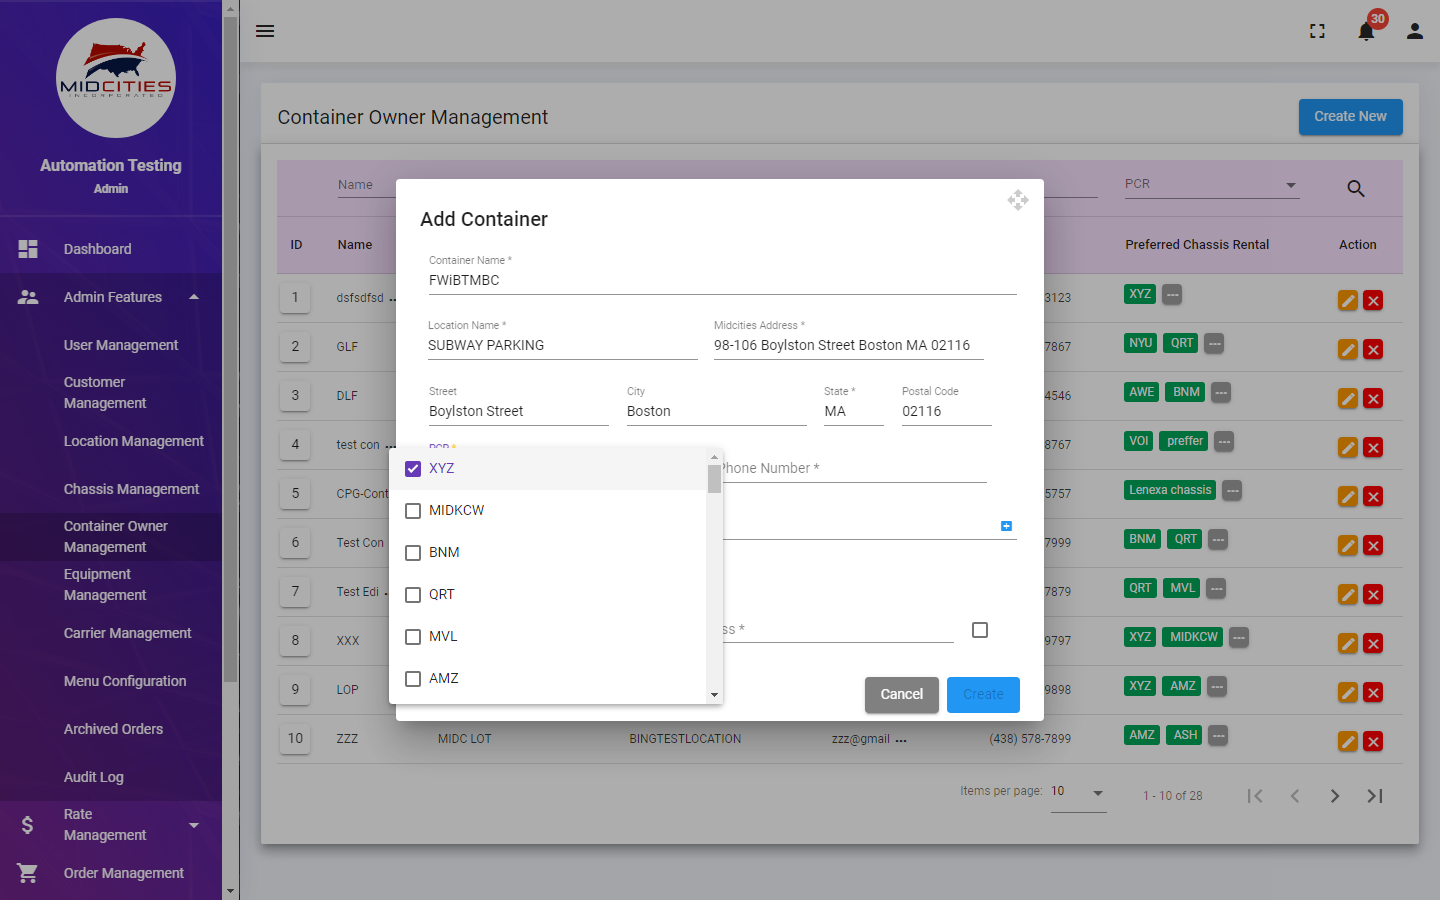 MIDCITIES
INCORPORATED
Automation Testing
Admin
Dashboard
Admin Features
User Management
Customer
Management
Location Management
Chassis Management
Container Owner
Management
Equipment
Management
Carrier Management
Menu Configuration
Archived Orders
Audit Log
Rate
Management
Order Management
30
Container Owner Management
Create New
Name
PCR
ID
Name
Preferred Chassis Rental
Action
1
dsfsdfsd ...
3123
XYZ ---
2
GLF
7867
NYU QRT ---
3
DLF
4546
AWE BNM ---
4
test con ...
8767
VOI preffer ---
5
CPG-Cont
5757
Lenexa chassis ---
6
Test Con
7999
BNM QRT ---
7
Test Edi
7879
QRT MVL ---
8
XXX
9797
XYZ MIDKCW ---
9
LOP
9898
XYZ AMZ ---
10
ZZZ
MIDC LOT
BINGTESTLOCATION
zzz@gmail ...
(438) 578-7899
AMZ ASH ---
Items per page: 10
1 - 10 of 28
Add Container
Container Name *
FWiBTMBC
Location Name *
SUBWAY PARKING
Midcities Address *
98-106 Boylston Street Boston MA 02116
Street
Boylston Street
City
Boston
State *
MA
Postal Code
02116
PCR *
XYZ
MIDKCW
BNM
QRT
MVL
AMZ
Phone Number *
ss *
Cancel
Create